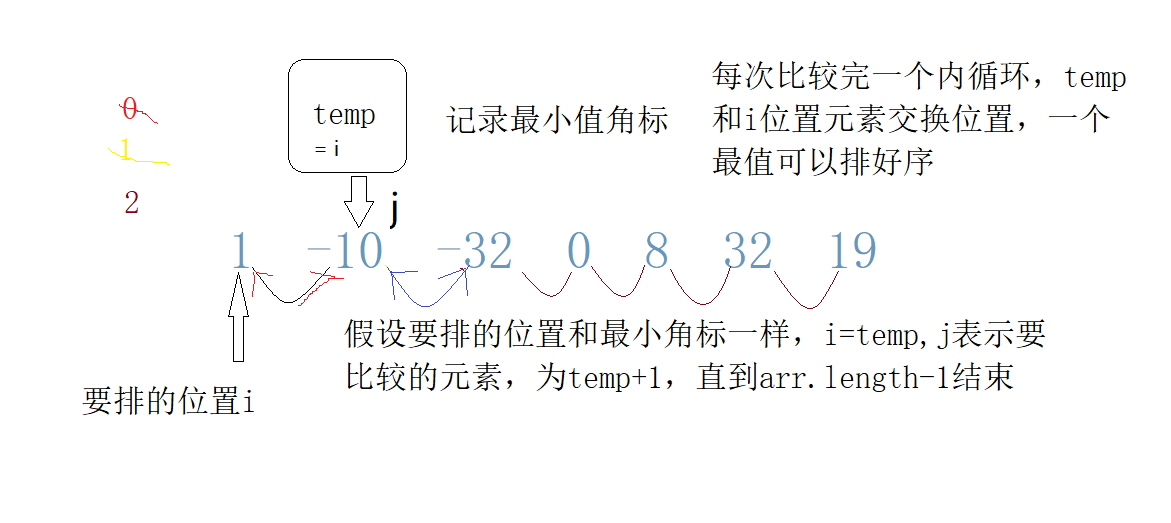 每次比较完一个内循环，temp
和i位置元素交换位置，一个
最值可以排好序
0
temp
= i
记录最小值角标
1
2
j
1 -10 -32 0 8 32 19
假设要排的位置和最小角标一样，i=temp,j表示要
比较的元素，为temp+1，直到arr.length-1结束
要排的位置i